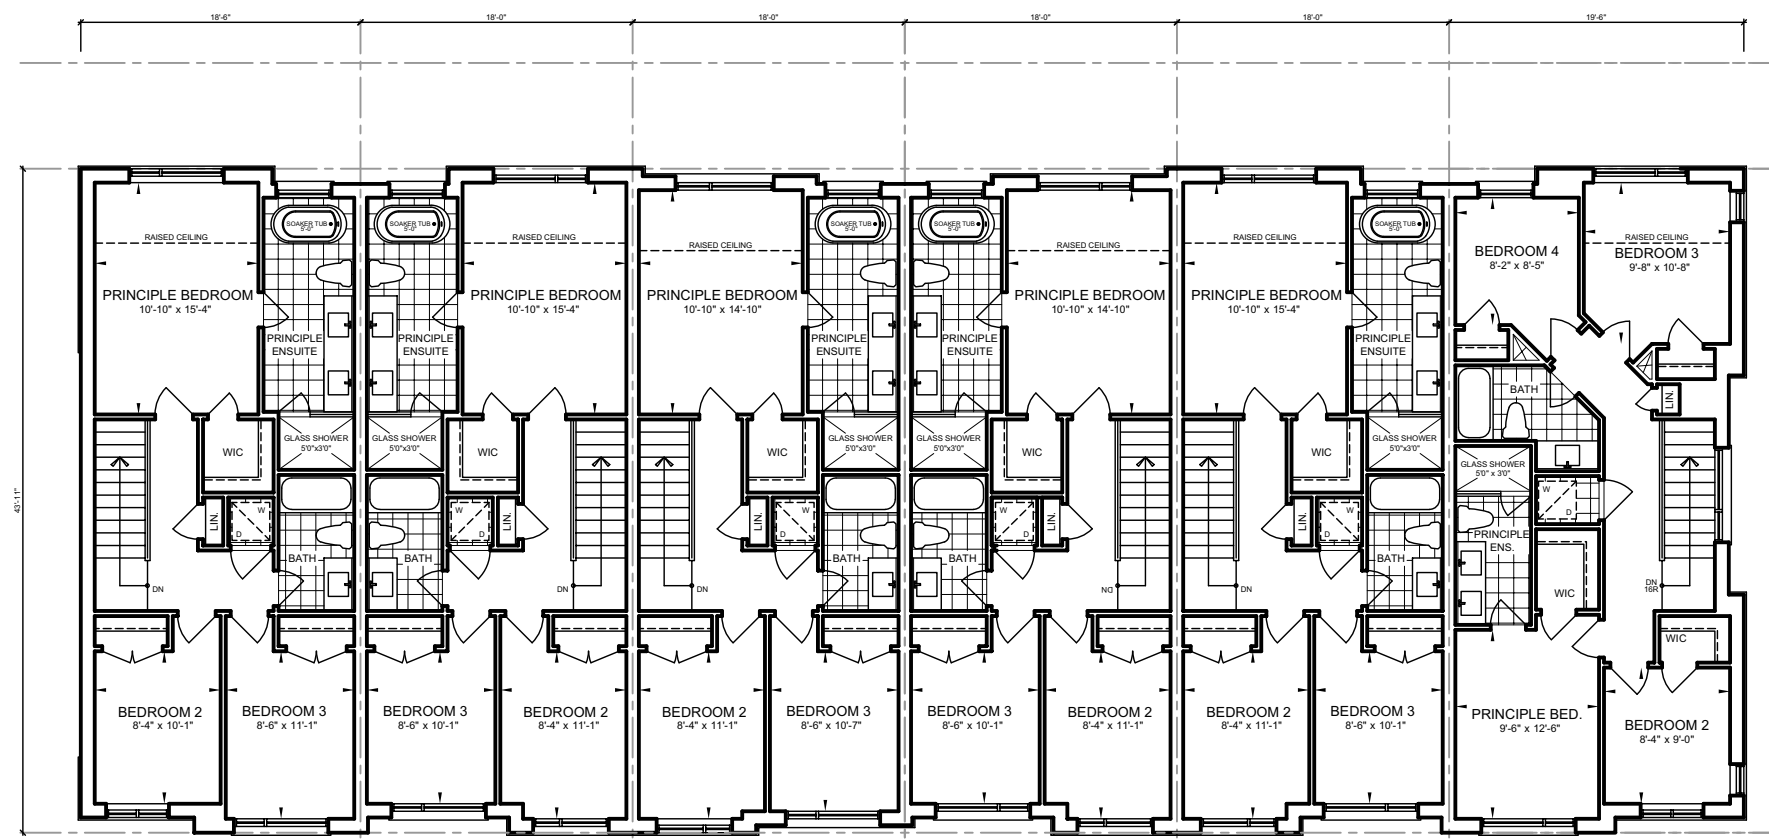 18'-6"
18'-0"
18'-0"
18'-0"
18'-0"
19'-6"
43'-11"
SOAKER TUB
5'-0"
RAISED CEILING
PRINCIPLE BEDROOM
10'-10" x 15'-4"
PRINCIPLE
ENSUITE
GLASS SHOWER
5'0"x3'0"
WIC
LIN.
W
D
BATH
DN
BEDROOM 2
8'-4" x 10'-1"
BEDROOM 3
8'-6" x 11'-1"
SOAKER TUB
5'-0"
RAISED CEILING
PRINCIPLE BEDROOM
10'-10" x 15'-4"
PRINCIPLE
ENSUITE
GLASS SHOWER
5'0"x3'0"
WIC
W
D
LIN.
BATH
DN
BEDROOM 3
8'-6" x 10'-1"
BEDROOM 2
8'-4" x 11'-1"
SOAKER TUB
5'-0"
RAISED CEILING
PRINCIPLE BEDROOM
10'-10" x 14'-10"
PRINCIPLE
ENSUITE
GLASS SHOWER
5'0"x3'0"
WIC
LIN.
W
D
BATH
DN
BEDROOM 2
8'-4" x 11'-1"
BEDROOM 3
8'-6" x 10'-7"
SOAKER TUB
5'-0"
RAISED CEILING
PRINCIPLE BEDROOM
10'-10" x 14'-10"
PRINCIPLE
ENSUITE
GLASS SHOWER
5'0"x3'0"
WIC
W
D
LIN.
BATH
DN
BEDROOM 3
8'-6" x 10'-1"
BEDROOM 2
8'-4" x 11'-1"
SOAKER TUB
5'-0"
RAISED CEILING
PRINCIPLE BEDROOM
10'-10" x 15'-4"
PRINCIPLE
ENSUITE
GLASS SHOWER
5'0"x3'0"
WIC
LIN.
W
D
BATH
DN
BEDROOM 2
8'-4" x 11'-1"
BEDROOM 3
8'-6" x 10'-1"
BEDROOM 4
8'-2" x 8'-5"
RAISED CEILING
BEDROOM 3
9'-8" x 10'-8"
BATH
LIN.
GLASS SHOWER
5'0" x 3'0"
W
D
PRINCIPLE
ENS.
WIC
DN
16R
WIC
PRINCIPLE BED.
9'-6" x 12'-6"
BEDROOM 2
8'-4" x 9'-0"